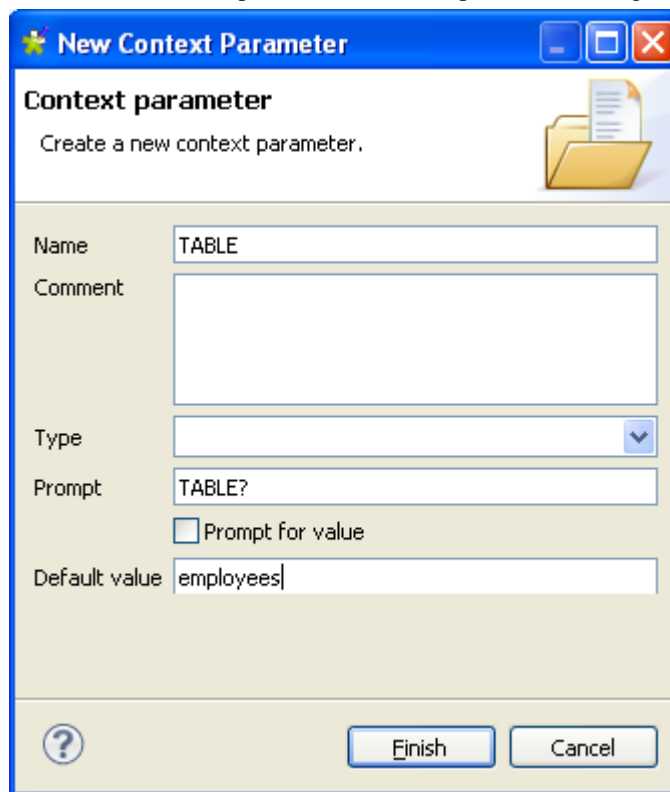 New Context Parameter
Context parameter
Create a new context parameter.
Name TABLE
Comment
Type
Prompt TABLE?
Prompt for value
Default value employees
? Finish Cancel